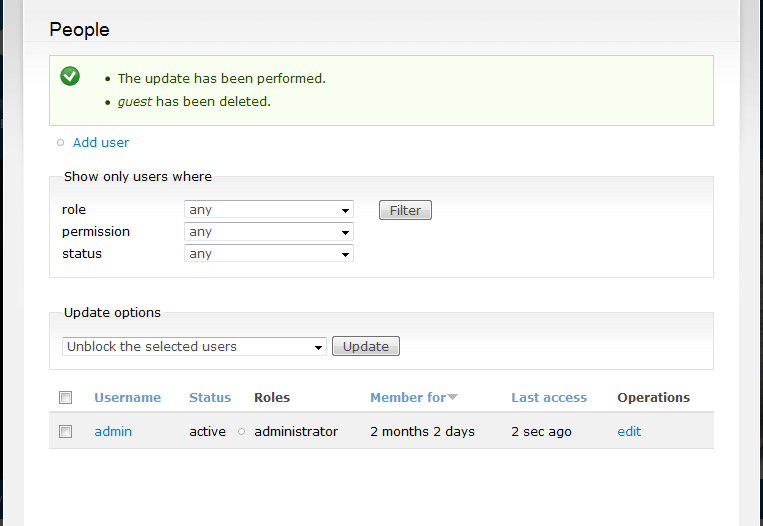 People
The update has been performed.
guest has been deleted.
Add user
Show only users where
role any Filter
permission any
status any
Update options
Unblock the selected users Update
Username Status Roles Member for Last access Operations
admin active administrator 2 months 2 days 2 sec ago edit